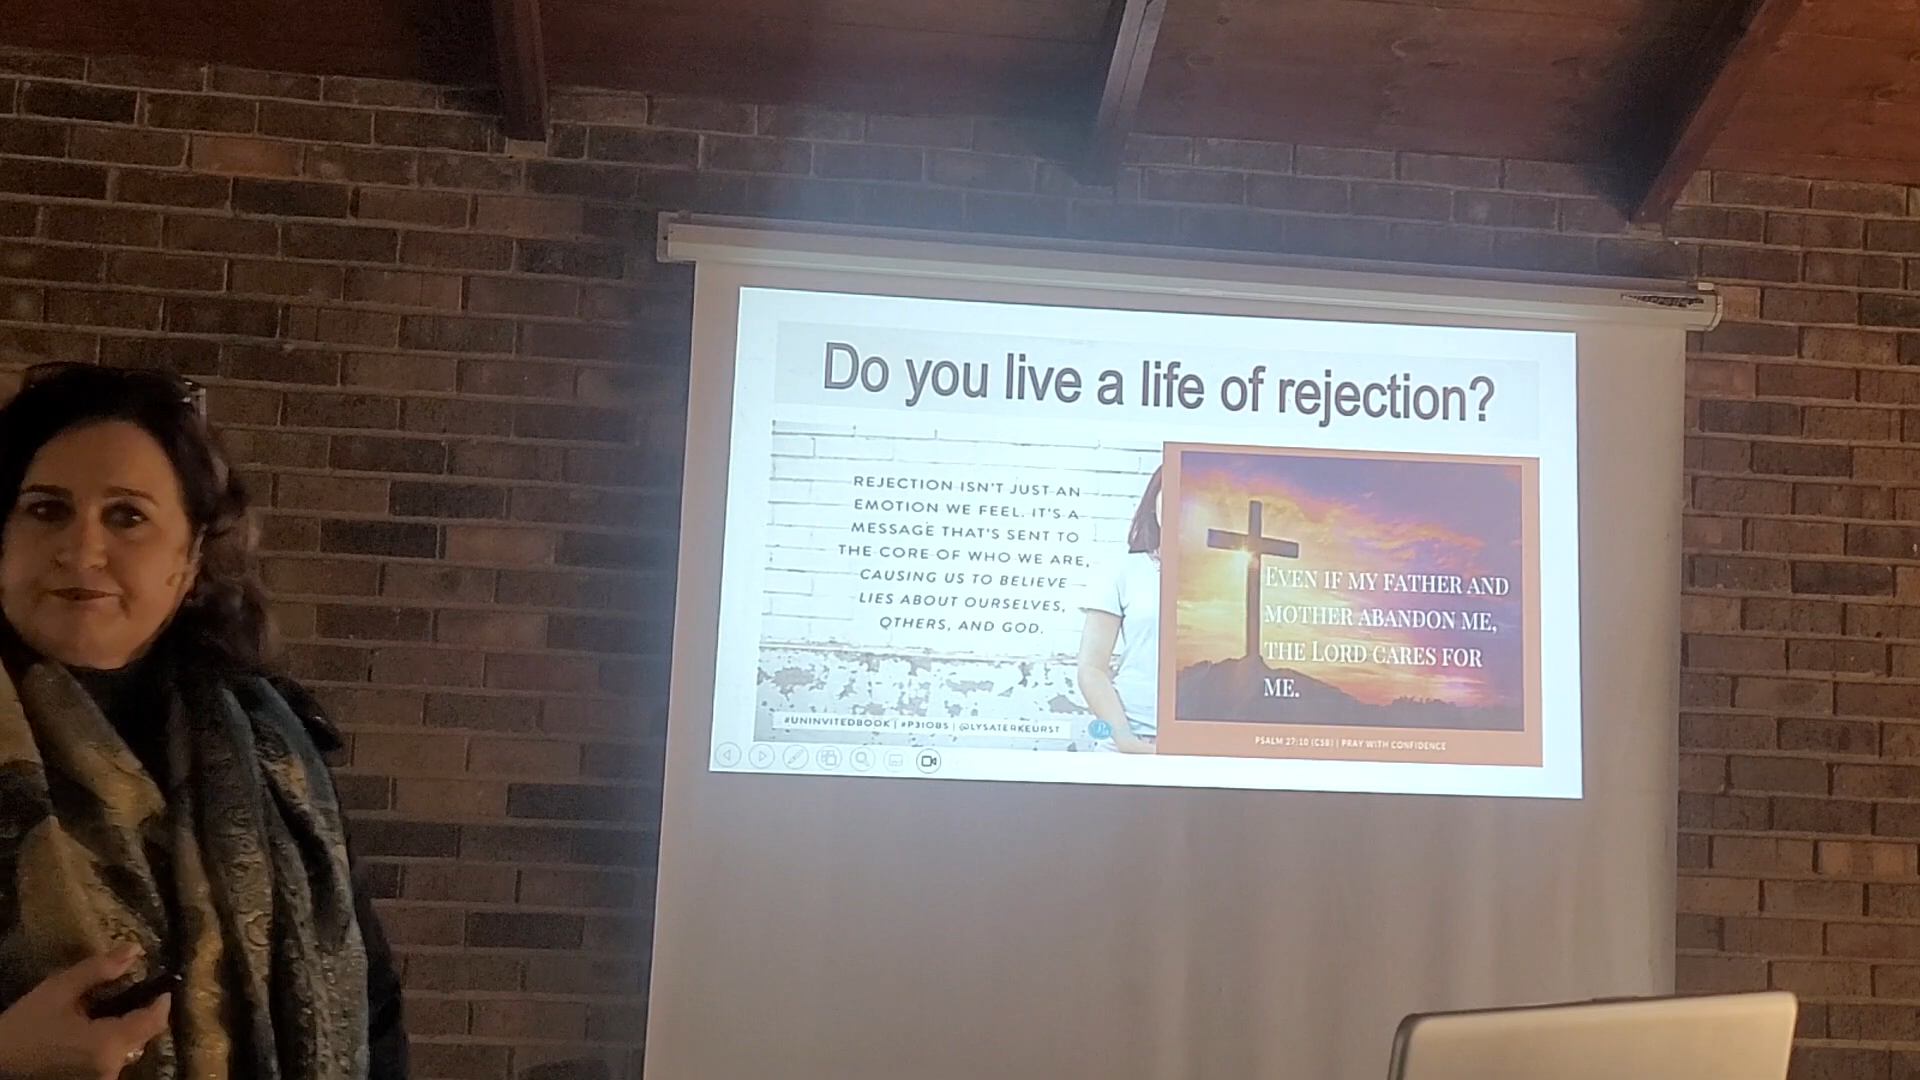 Do you live a life of rejection?
REJECTION ISN'T JUST AN
EMOTION WE FEEL. IT'S A
MESSAGE THAT'S SENT TO
THE CORE OF WHO WE ARE,
CAUSING US TO BELIEVE
LIES ABOUT OURSELVES,
OTHERS, AND GOD.
#UNINVITEDBOOK | #P31OBS | @LYSATERKEURST
EVEN IF MY FATHER AND
MOTHER ABANDON ME,
THE LORD CARES FOR
ME.
PSALM 27:10 (CSB) | PRAY WITH CONFIDENCE